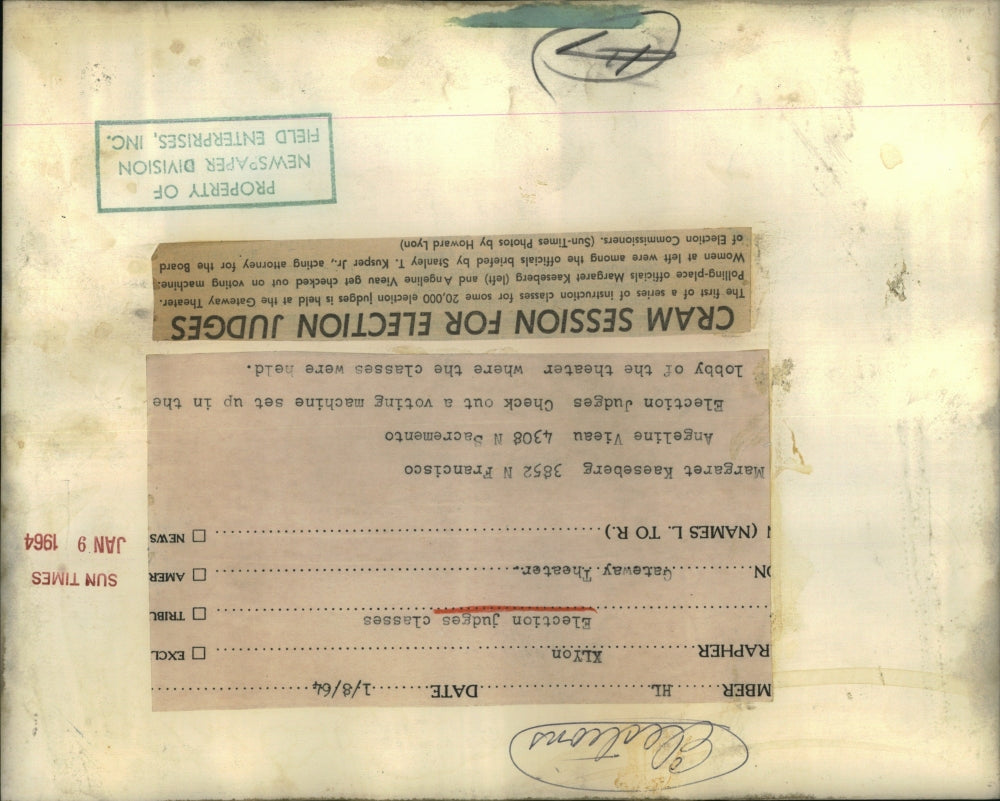 Elections
MBER HL DATE 1/8/64
RAPHER XLYon EXCL
Election judges classes TRIBU
ON Gateway Theater. AMER
N (NAMES L. TO R.) NEWS
Margaret Kaeseberg 3852 N Francisco
Angeline Vieau 4308 N Sacremento
Election Judges Check out a voting machine set up in the
lobby of the theater where the classes were held.
SUN TIMES
JAN 9 1964
CRAM SESSION FOR ELECTION JUDGES
The first of a series of instruction classes for some 20,000 election judges is held at the Gateway Theater.
Polling-place officials Margaret Kaeseberg (left) and Angeline Vieau get checked out on voting machine.
Women at left were among the officials briefed by Stanley T. Kusper Jr., acting attorney for the Board
of Election Commissioners. (Sun-Times Photos by Howard Lyon)
PROPERTY OF
NEWSPAPER DIVISION
FIELD ENTERPRISES, INC.